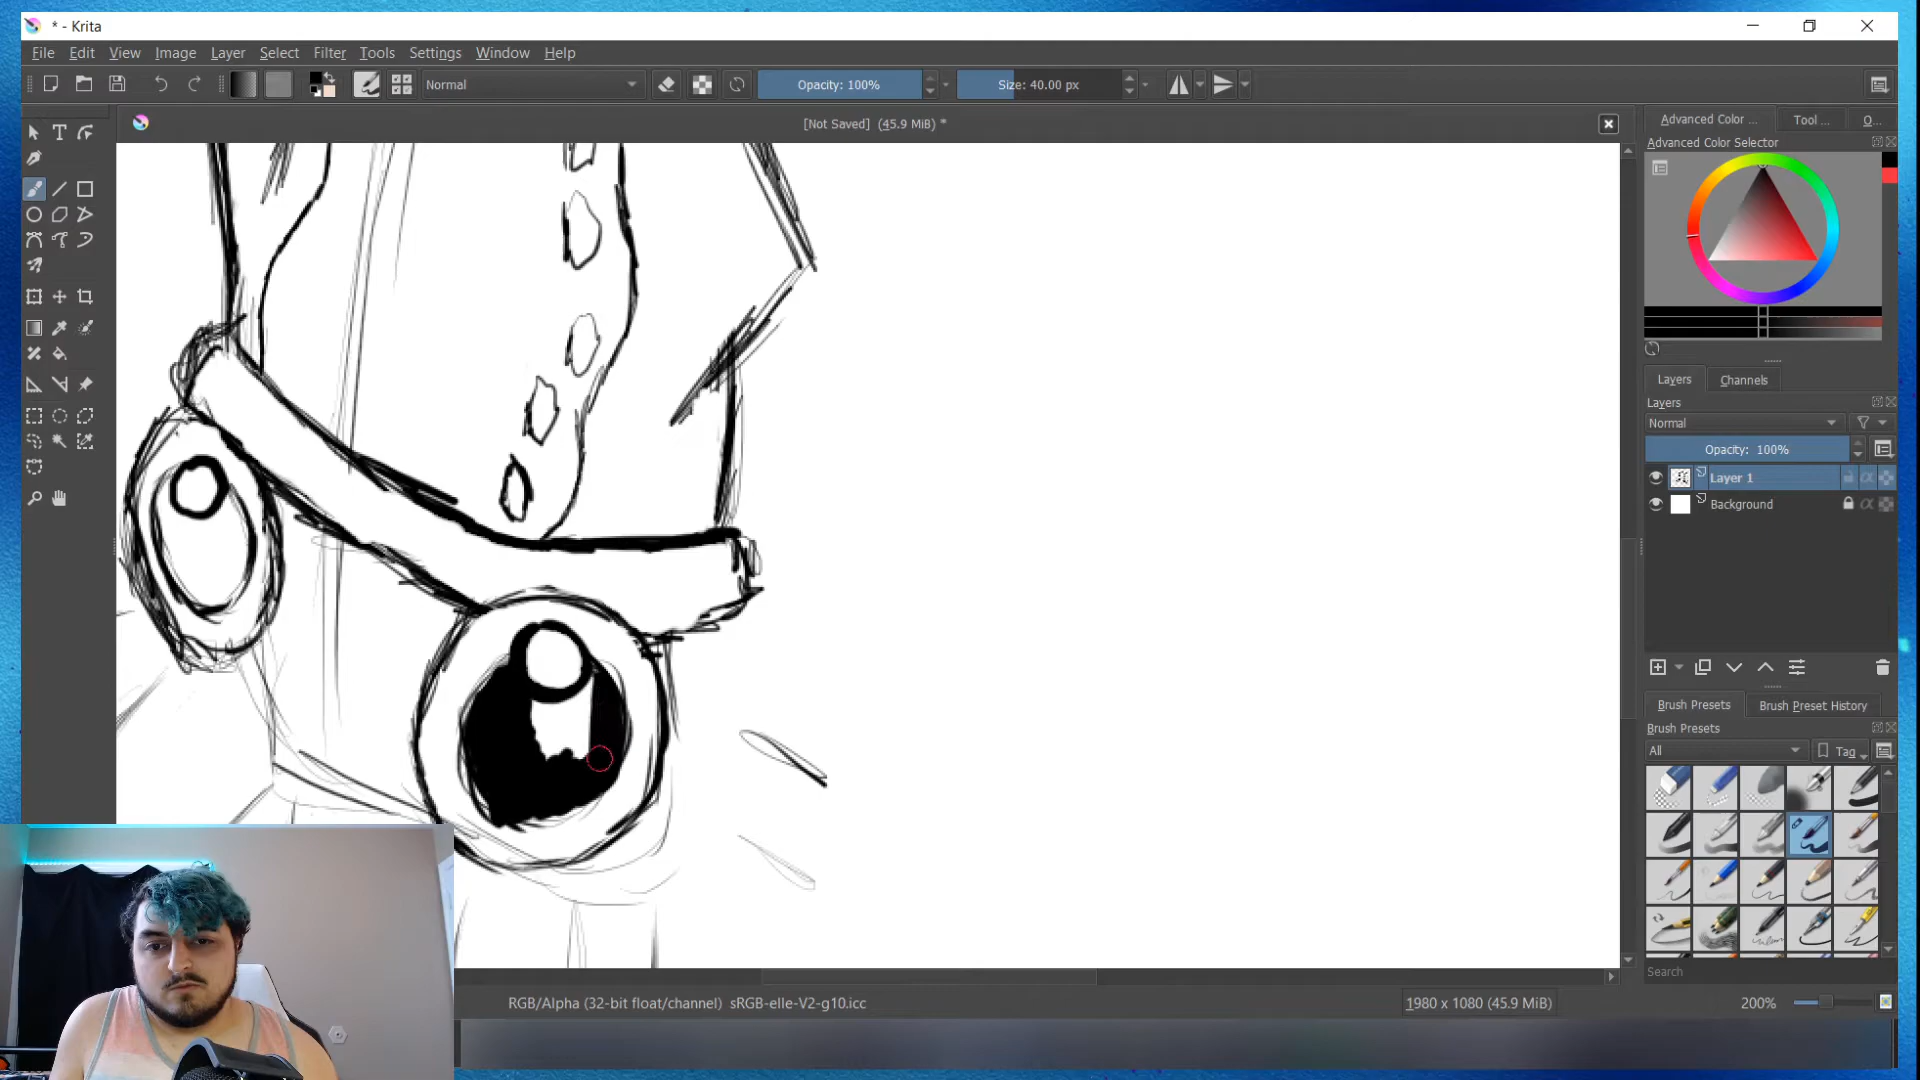 * - Krita
File Edit View Image Layer Select Filter Tools Settings Window Help
Normal Opacity: 100% Size: 40.00 px
[Not Saved] (45.9 MiB) *
Advanced Color ... Tool ... O...
Advanced Color Selector
Layers Channels
Layers
Normal
Opacity: 100%
Layer 1
Background
Brush Presets Brush Preset History
Brush Presets
All Tag
Search
RGB/Alpha (32-bit float/channel) sRGB-elle-V2-g10.icc 1980 x 1080 (45.9 MiB) 200%